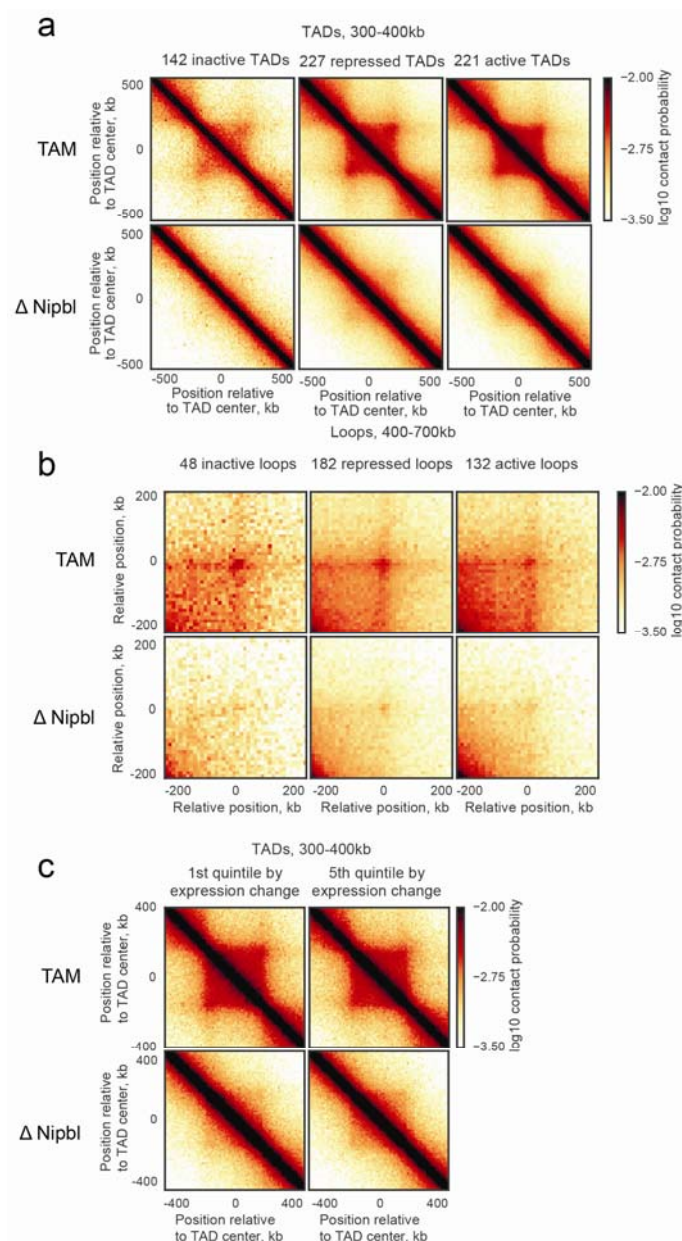 a
TADs, 300-400kb
142 inactive TADs 227 repressed TADs 221 active TADs
TAM
Position relative
to TAD center, kb
500
0
-500
−2.00
−2.75
−3.50
log10 contact probability
Δ Nipbl
Position relative
to TAD center, kb
500
0
-500
-500 0 500 -500 0 500 -500 0 500
Position relative Position relative Position relative
to TAD center, kb to TAD center, kb to TAD center, kb
Loops, 400-700kb
b
48 inactive loops 182 repressed loops 132 active loops
TAM
Relative position, kb
200
0
-200
−2.00
−2.75
−3.50
log10 contact probability
Δ Nipbl
Relative position, kb
200
0
-200
-200 0 200 -200 0 200 -200 0 200
Relative position, kb Relative position, kb Relative position, kb
c
TADs, 300-400kb
1st quintile by 5th quintile by
expression change expression change
TAM
Position relative
to TAD center, kb
400
0
-400
−2.00
−2.75
−3.50
log10 contact probability
Δ Nipbl
Position relative
to TAD center, kb
400
0
-400
-400 0 400 -400 0 400
Position relative Position relative
to TAD center, kb to TAD center, kb